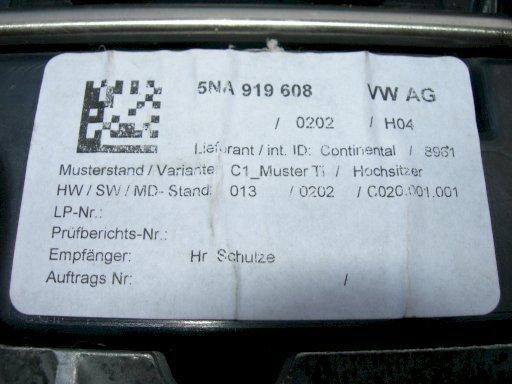 5NA 919 608 VW AG
/ 0202 / H04
Lieferant / int. ID: Continental / 8961
Musterstand / Variante: C1_Muster Ti / Hochsitzer
HW / SW / MD- Stand: 013 / 0202 / C020.001.001
LP-Nr.:
Prüfberichts-Nr.:
Empfänger: Hr Schulze
Auftrags Nr: /